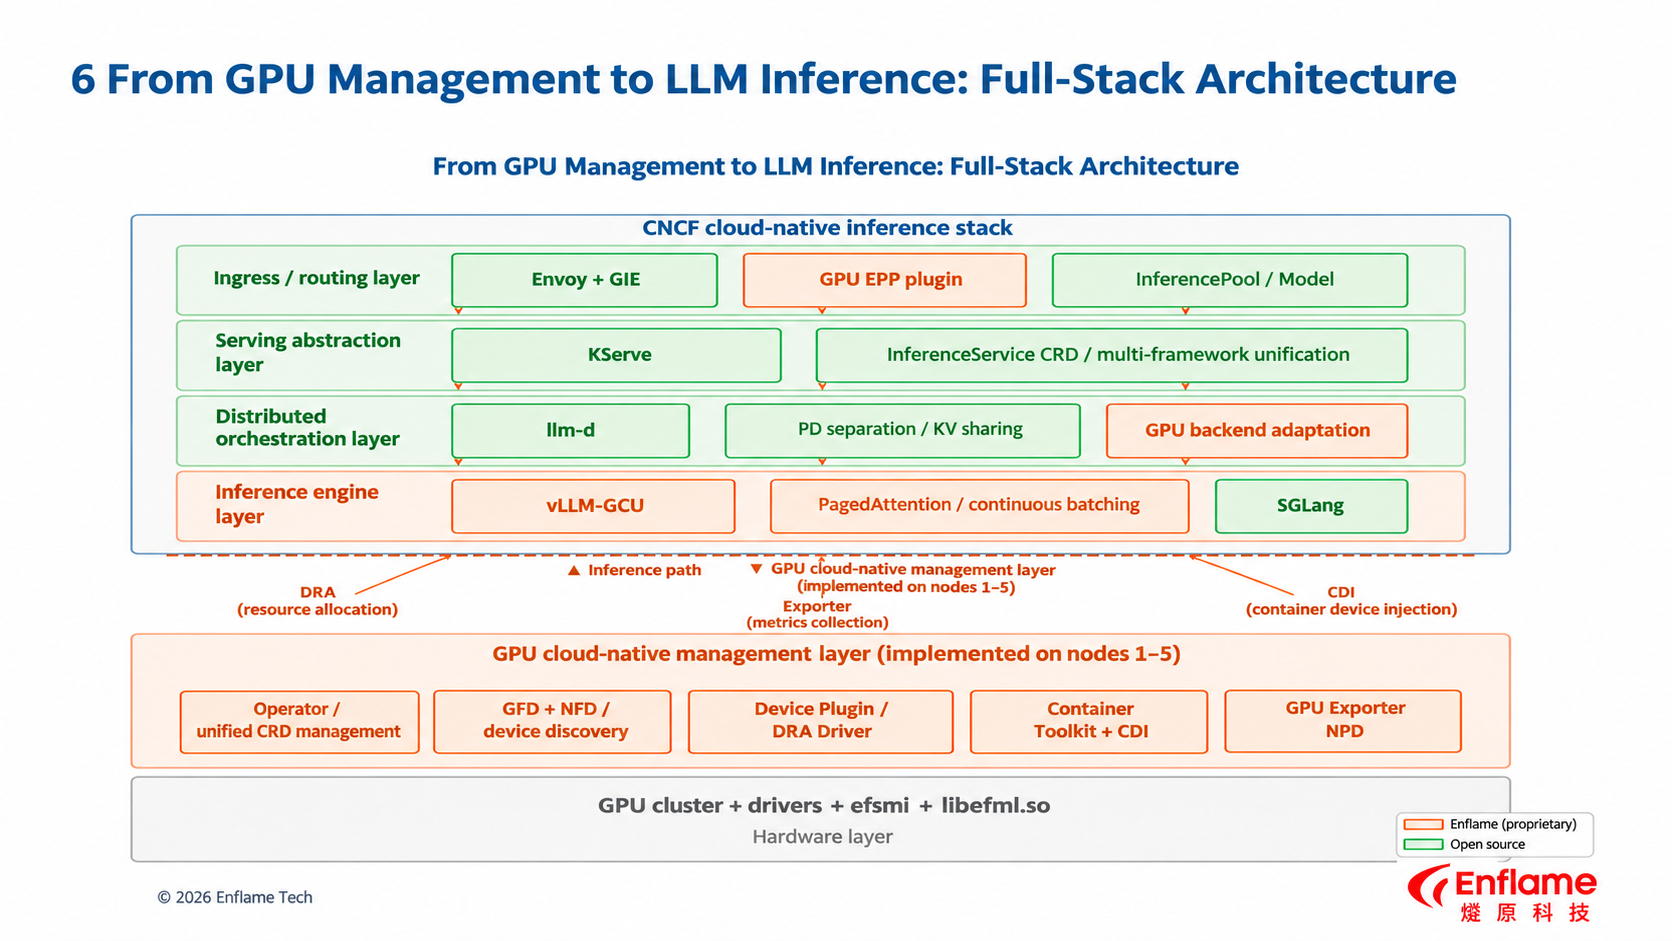 6 From GPU Management to LLM Inference: Full-Stack Architecture
From GPU Management to LLM Inference: Full-Stack Architecture
CNCF cloud-native inference stack
Ingress / routing layer
Envoy + GIE
GPU EPP plugin
InferencePool / Model
Serving abstraction
layer
KServe
InferenceService CRD / multi-framework unification
Distributed
orchestration layer
llm-d
PD separation / KV sharing
GPU backend adaptation
Inference engine
layer
vLLM-GCU
PagedAttention / continuous batching
SGLang
▲ Inference path
▼ GPU cloud-native management layer
(implemented on nodes 1–5)
DRA
(resource allocation)
Exporter
(metrics collection)
CDI
(container device injection)
GPU cloud-native management layer (implemented on nodes 1–5)
Operator /
unified CRD management
GFD + NFD /
device discovery
Device Plugin /
DRA Driver
Container
Toolkit + CDI
GPU Exporter
NPD
GPU cluster + drivers + efsmi + libefml.so
Hardware layer
Enflame (proprietary)
Open source
© 2026 Enflame Tech
Enflame
燧原科技